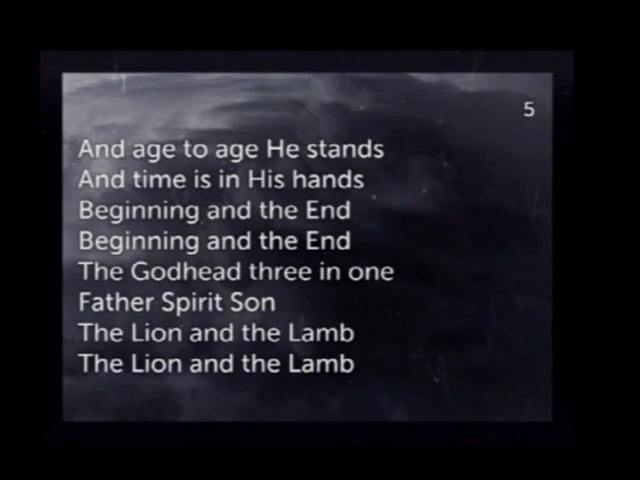 5
And age to age He stands
And time is in His hands
Beginning and the End
Beginning and the End
The Godhead three in one
Father Spirit Son
The Lion and the Lamb
The Lion and the Lamb